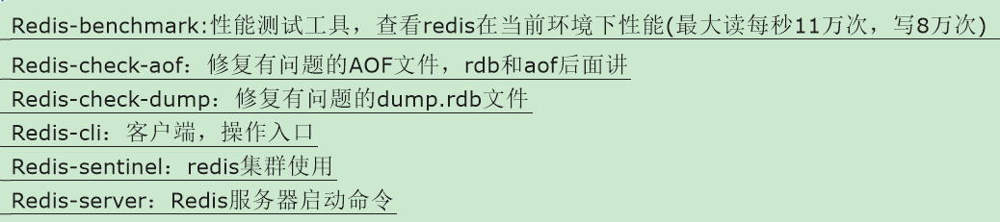 Redis-benchmark:性能测试工具，查看redis在当前环境下性能(最大读每秒11万次，写8万次)
Redis-check-aof：修复有问题的AOF文件，rdb和aof后面讲
Redis-check-dump：修复有问题的dump.rdb文件
Redis-cli：客户端，操作入口
Redis-sentinel：redis集群使用
Redis-server：Redis服务器启动命令